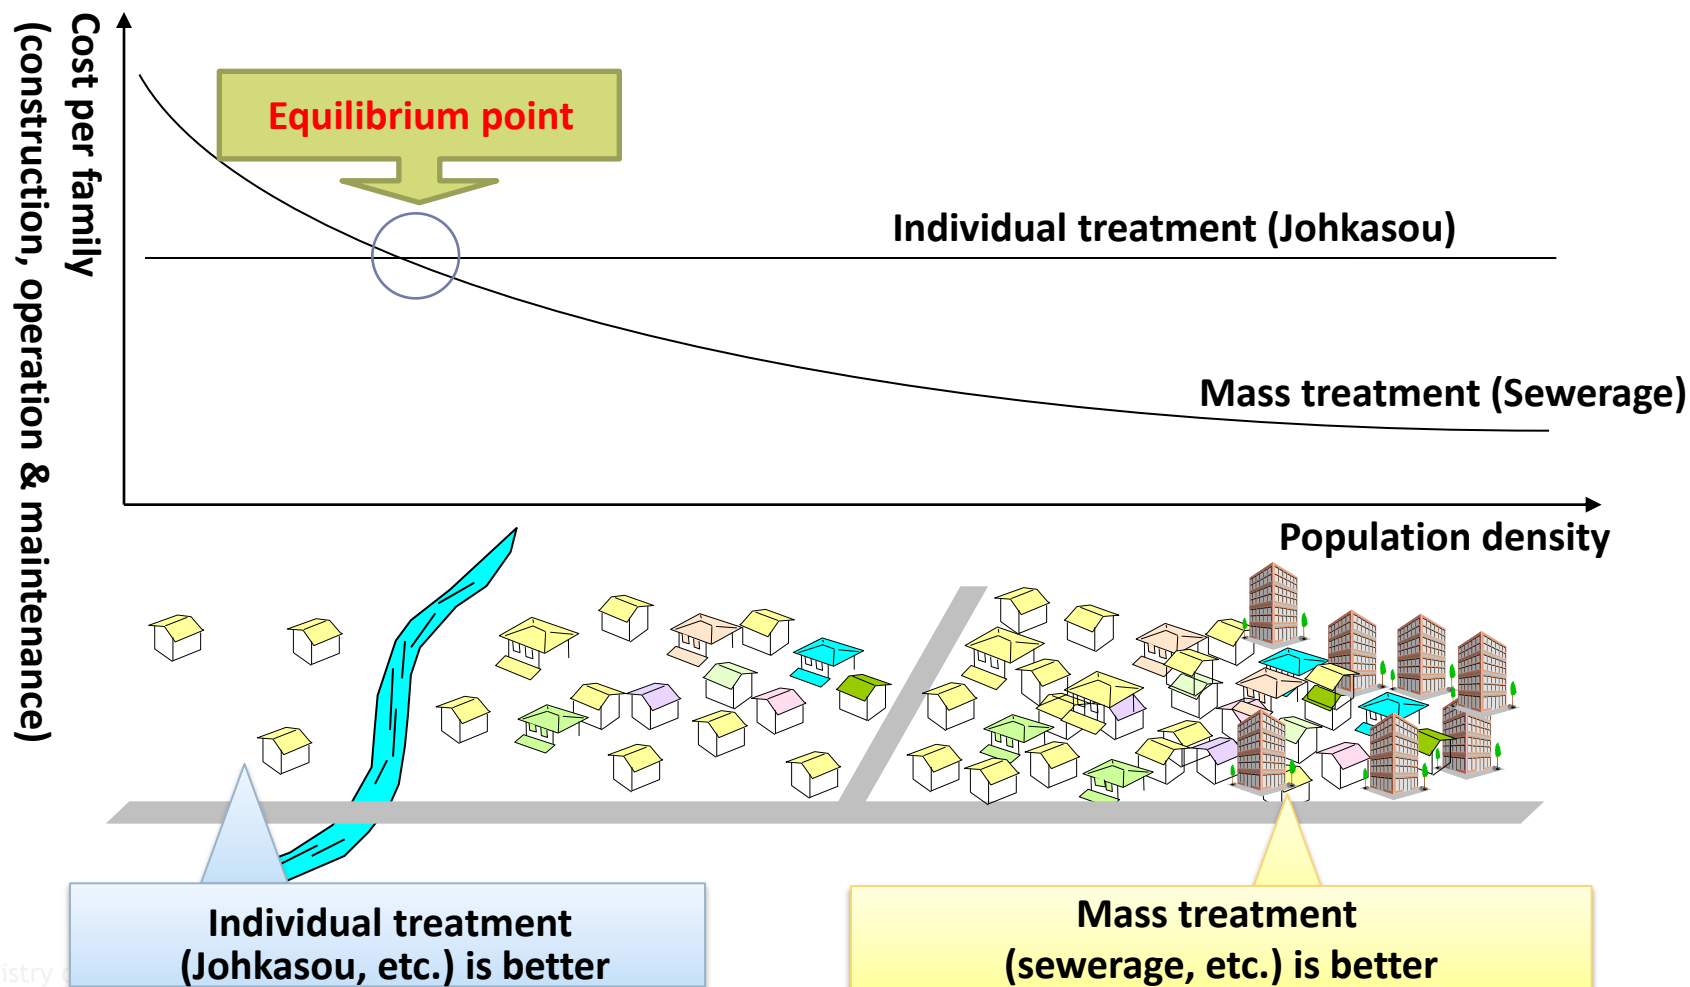 Cost per family
(construction, operation & maintenance)
Equilibrium point
Individual treatment (Johkasou)
Mass treatment (Sewerage)
Population density
Individual treatment
(Johkasou, etc.) is better
Mass treatment
(sewerage, etc.) is better